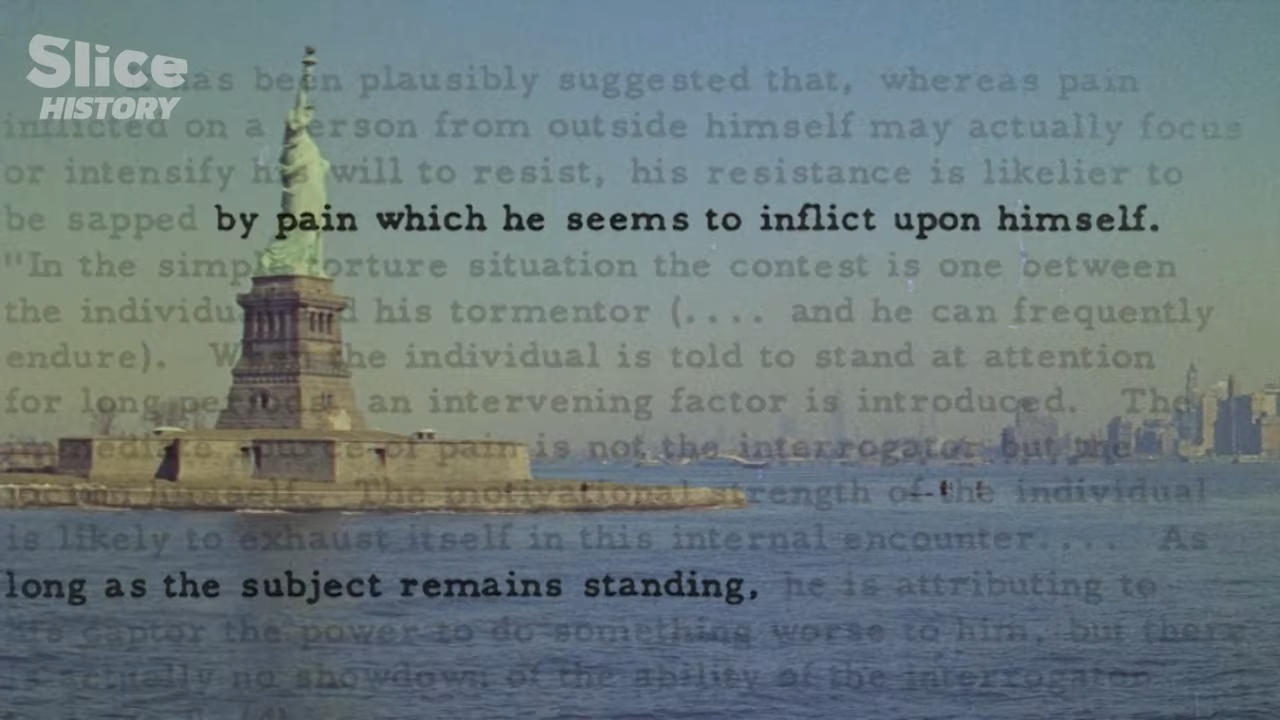 Slice
HISTORY
has been plausibly suggested that, whereas pain
inflicted on a person from outside himself may actually focus
or intensify his will to resist, his resistance is likelier to
be sapped by pain which he seems to inflict upon himself.
"In the simple torture situation the contest is one between
the individual and his tormentor (.... and he can frequently
endure). When the individual is told to stand at attention
for long periods, an intervening factor is introduced. The
immediate source of pain is not the interrogator but the
victim himself. The motivational strength of the individual
is likely to exhaust itself in this internal encounter.... As
long as the subject remains standing, he is attributing to
his captor the power to do something worse to him, but there
is actually no showdown of the ability of the interrogator